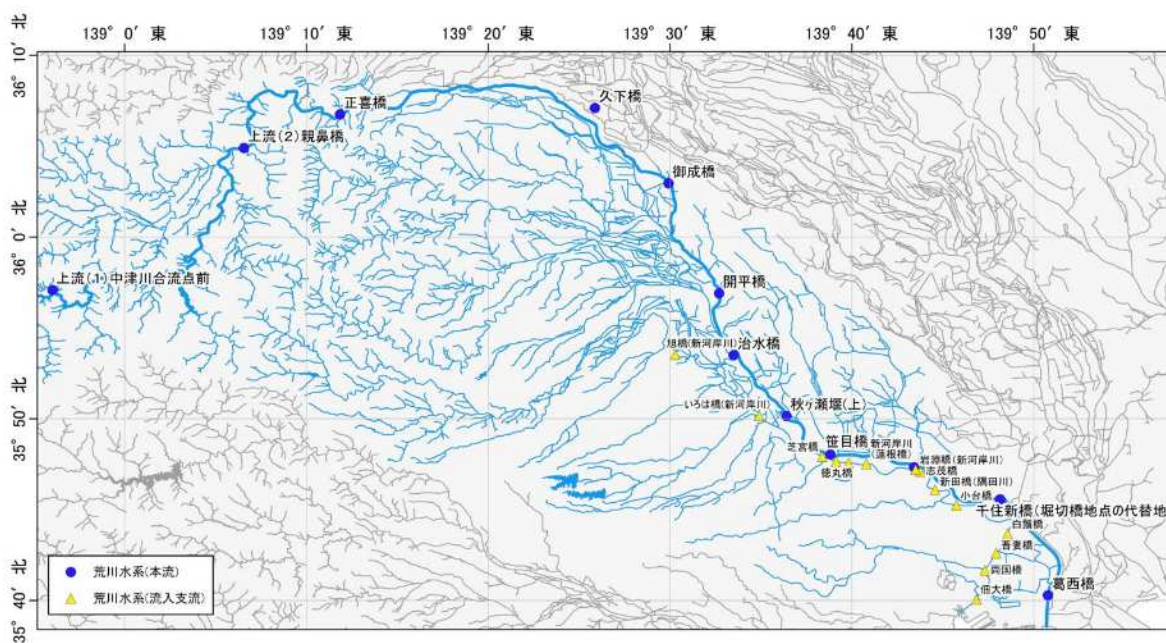 139° 0′ 東
139° 10′ 東
139° 20′ 東
139° 30′ 東
139° 40′ 東
139° 50′ 東
36° 10′ 北
36° 0′ 北
35° 50′ 北
35° 40′ 北
久下橋
正喜橋
上流(2)親鼻橋
御成橋
上流(1)中津川合流点前
開平橋
旭橋(新河岸川)
治水橋
いろは橋(新河岸川)
秋ヶ瀬堰(上)
芝宮橋
笹目橋
新河岸川
(蓮根橋)
徳丸橋
岩淵橋(新河岸川)
志茂橋
新田橋(隅田川)
小台橋
千住新橋(堀切橋地点の代替地
白鬚橋
吾妻橋
両国橋
佃大橋
葛西橋
荒川水系(本流)
荒川水系(流入支流)